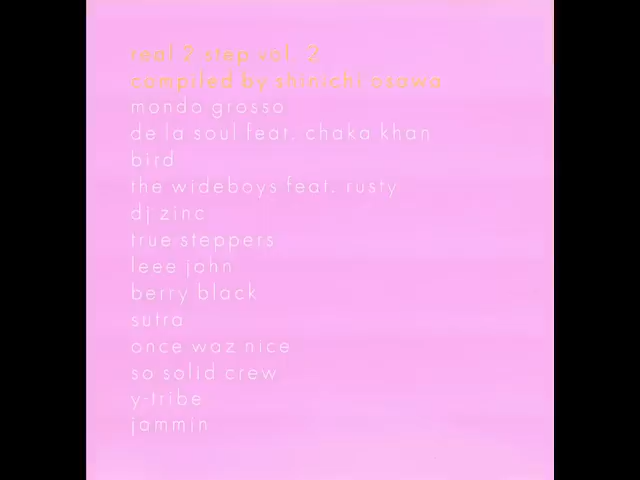 real 2 step vol. 2
compiled by shinichi osawa
mondo grosso
de la soul feat. chaka khan
bird
the wideboys feat. rusty
dj zinc
true steppers
leee john
berry black
sutra
once waz nice
so solid crew
y-tribe
jammin